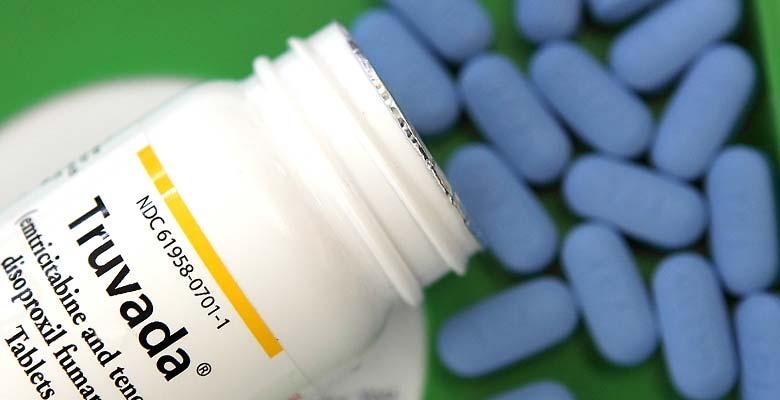 NDC 61958-0701-1
Truvada®
(emtricitabine and
disoproxil
Tablets